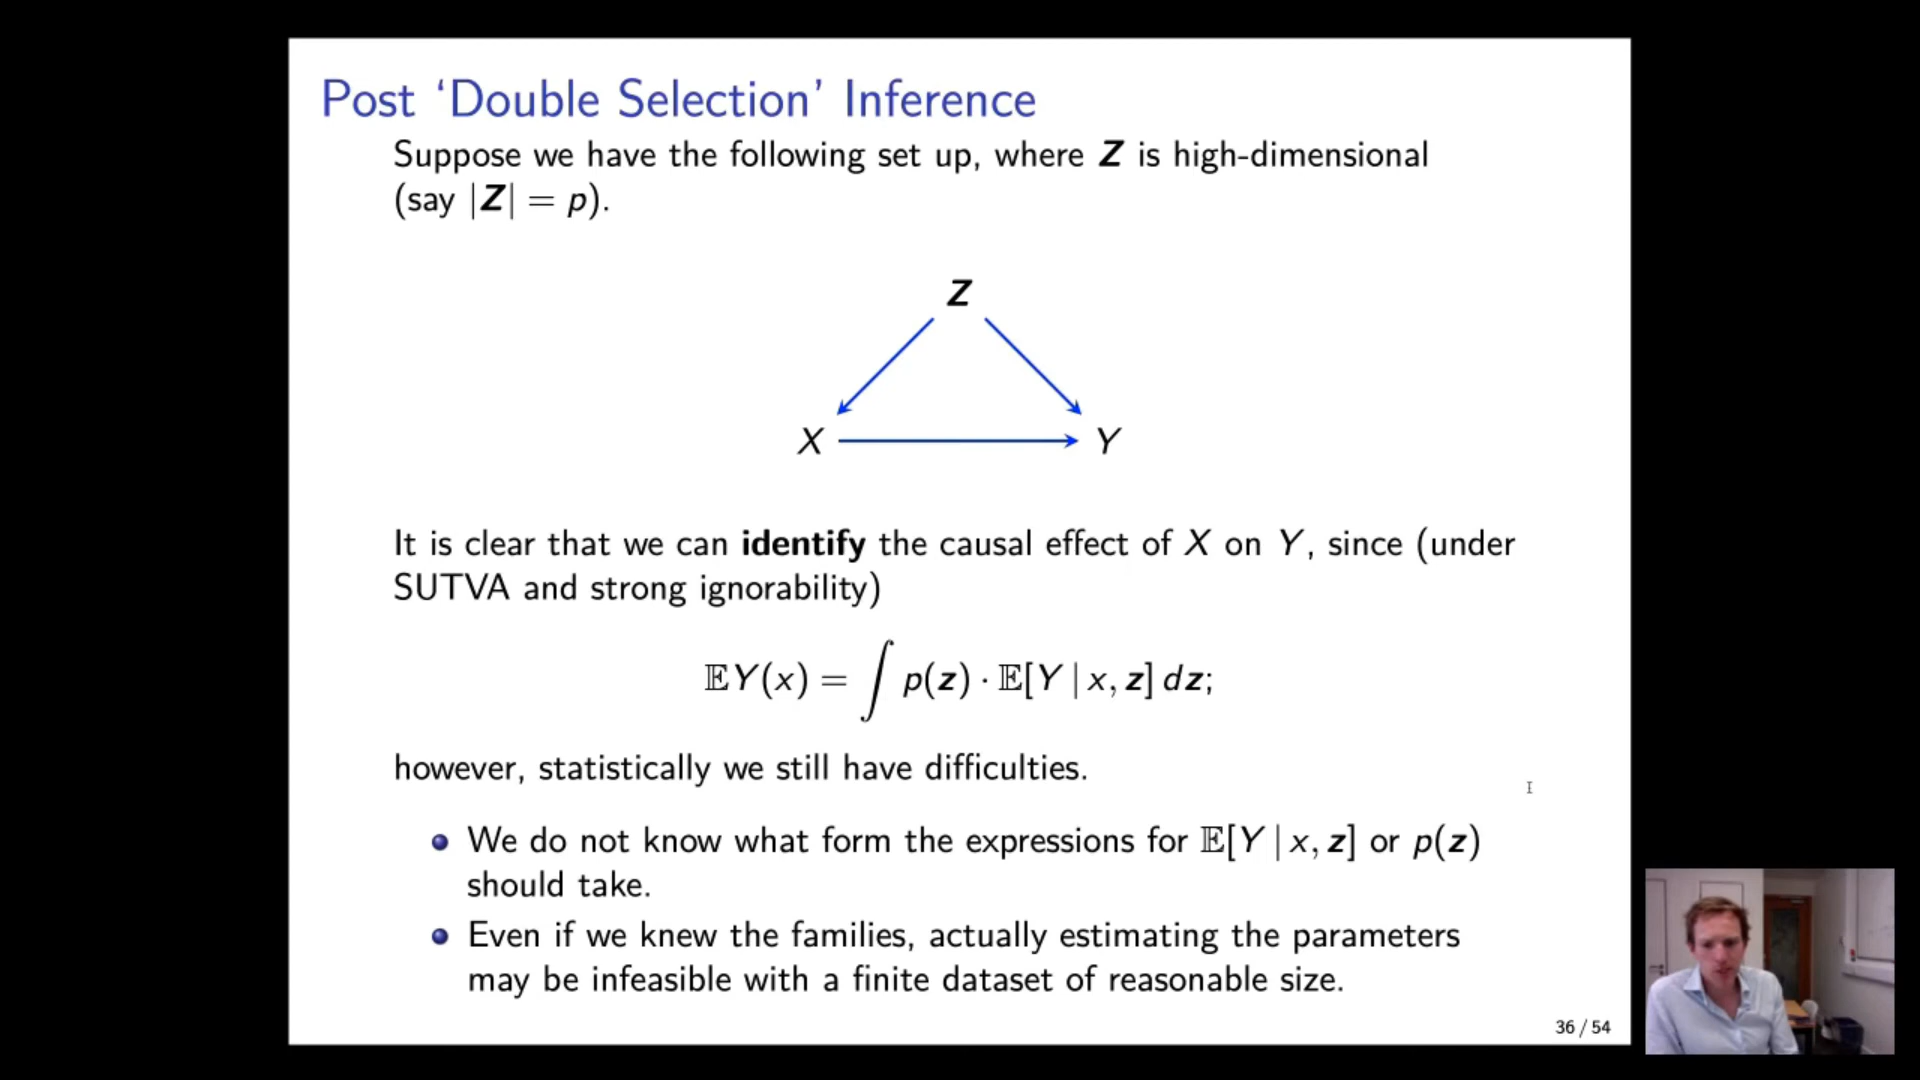 Post ‘Double Selection’ Inference
Suppose we have the following set up, where Z is high-dimensional
(say |Z| = p).
Z
X
Y
It is clear that we can identify the causal effect of X on Y, since (under
SUTVA and strong ignorability)
𝔼Y(x) = ∫ p(z) · 𝔼[Y | x, z] dz;
however, statistically we still have difficulties.
We do not know what form the expressions for 𝔼[Y | x, z] or p(z)
should take.
Even if we knew the families, actually estimating the parameters
may be infeasible with a finite dataset of reasonable size.
36 / 54